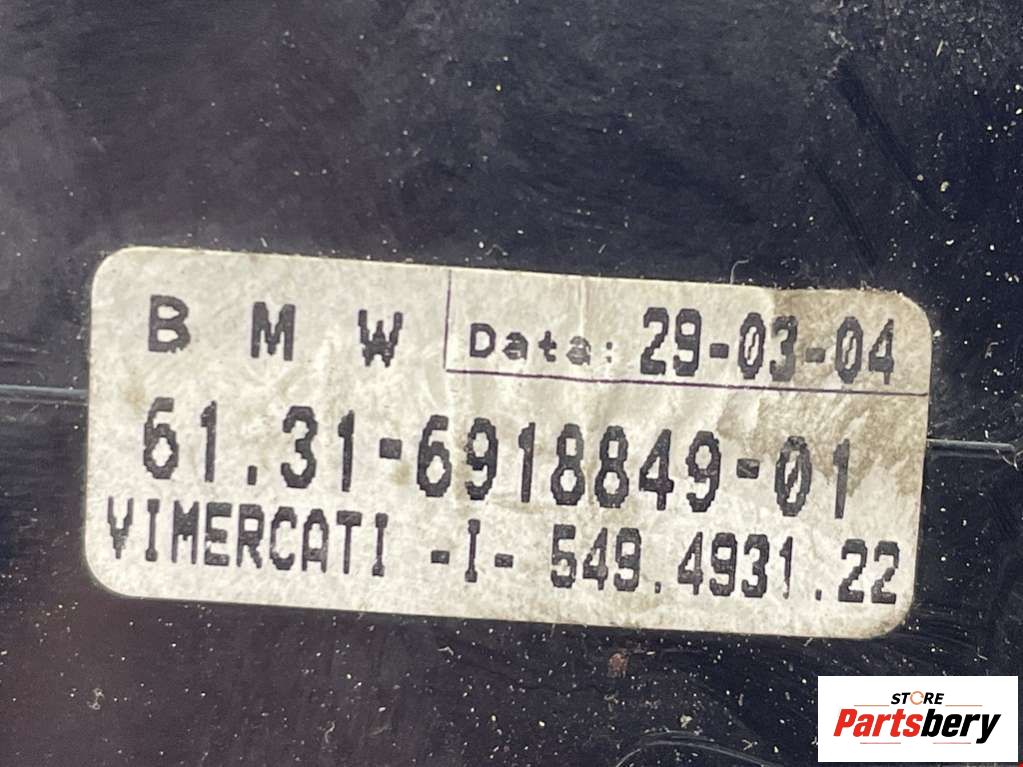 B M W Data: 29-03-04
61.31-6918849-01
VIMERCATI -I- 549.4931.22
STORE
Partsbery